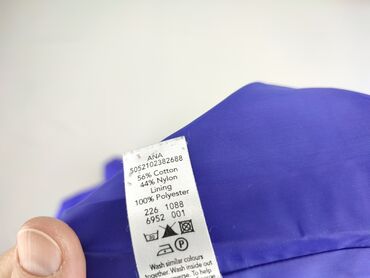 ANA
5052102382688
56% Cotton
44% Nylon
Lining
100% Polyester
226 1088
6952 001
Wash similar colours
together Wash inside out